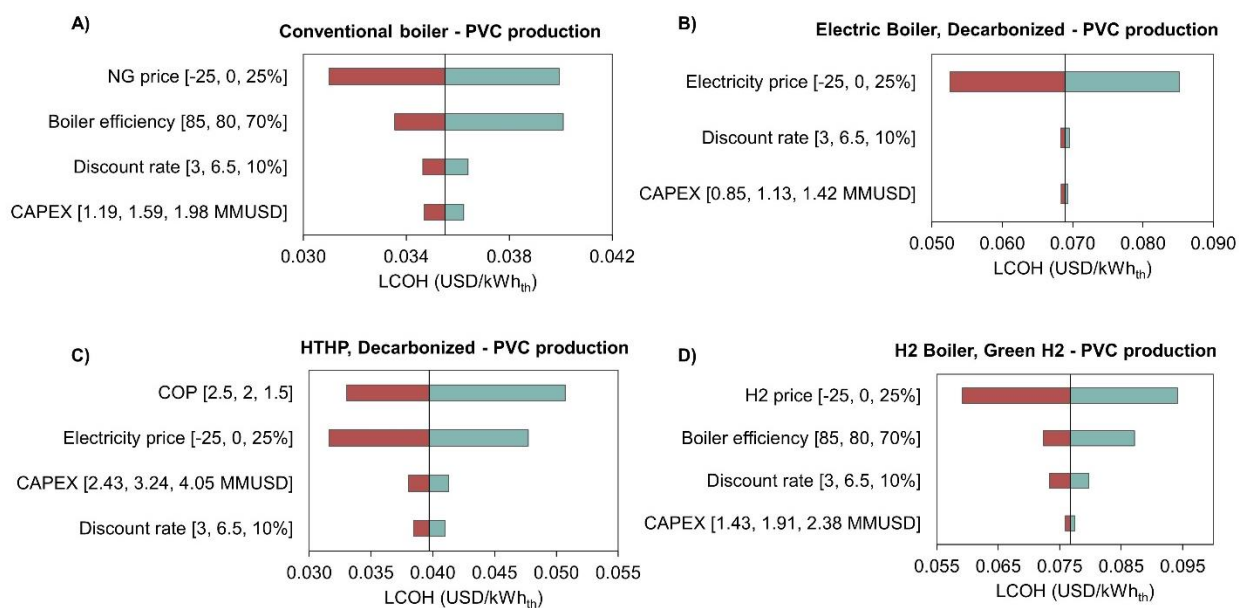 A)
Conventional boiler - PVC production
NG price [-25, 0, 25%]
Boiler efficiency [85, 80, 70%]
Discount rate [3, 6.5, 10%]
CAPEX [1.19, 1.59, 1.98 MMUSD]
0.030 0.034 0.038 0.042
LCOH (USD/kWhth)
B)
Electric Boiler, Decarbonized - PVC production
Electricity price [-25, 0, 25%]
Discount rate [3, 6.5, 10%]
CAPEX [0.85, 1.13, 1.42 MMUSD]
0.050 0.060 0.070 0.080 0.090
LCOH (USD/kWhth)
C)
HTHP, Decarbonized - PVC production
COP [2.5, 2, 1.5]
Electricity price [-25, 0, 25%]
CAPEX [2.43, 3.24, 4.05 MMUSD]
Discount rate [3, 6.5, 10%]
0.030 0.035 0.040 0.045 0.050 0.055
LCOH (USD/kWhth)
D)
H2 Boiler, Green H2 - PVC production
H2 price [-25, 0, 25%]
Boiler efficiency [85, 80, 70%]
Discount rate [3, 6.5, 10%]
CAPEX [1.43, 1.91, 2.38 MMUSD]
0.055 0.065 0.075 0.085 0.095
LCOH (USD/kWhth)